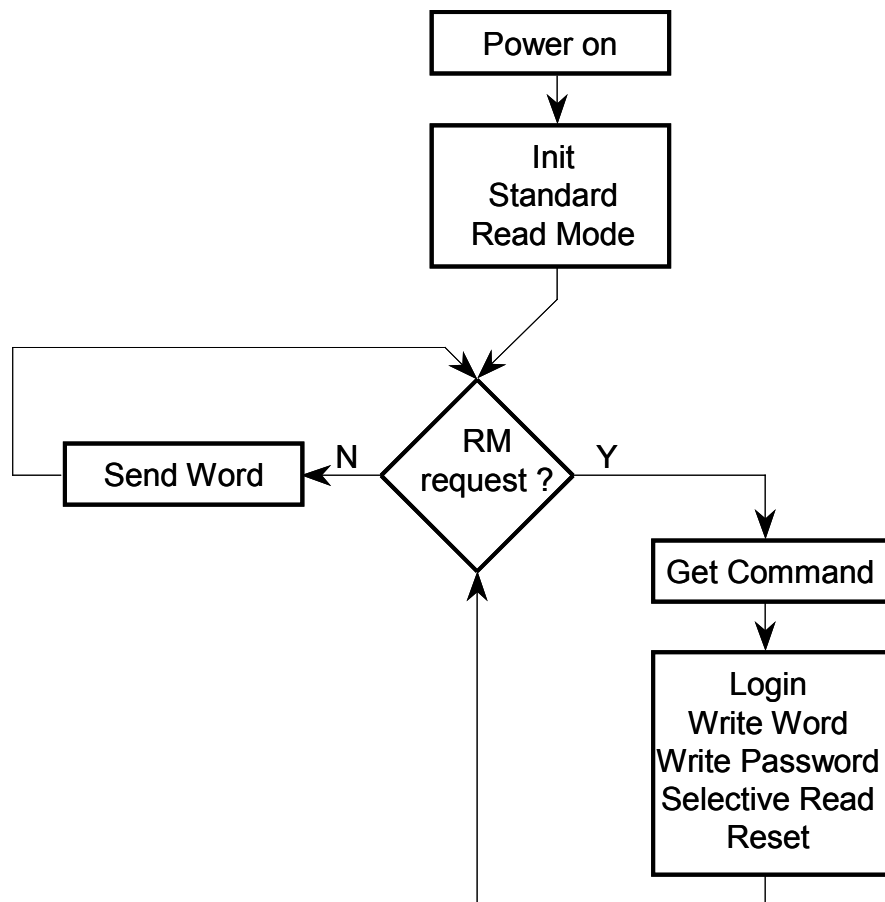 Power on
Init
Standard
Read Mode
RM
request ?
N
Y
Send Word
Get Command
Login
Write Word
Write Password
Selective Read
Reset